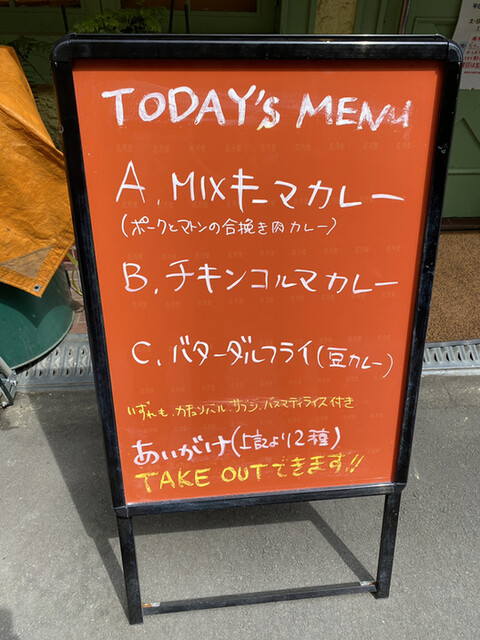 TODAY's MENU
A. MIXキーマカレー
(ポークとマトンの合挽き肉カレー)
B. チキンコルマカレー
C. バターダルフライ(豆カレー)
いずれも、カチュンバル、サブジ、バスマティライス付き
あいがけ(上記より2種)
TAKE OUTできます!!